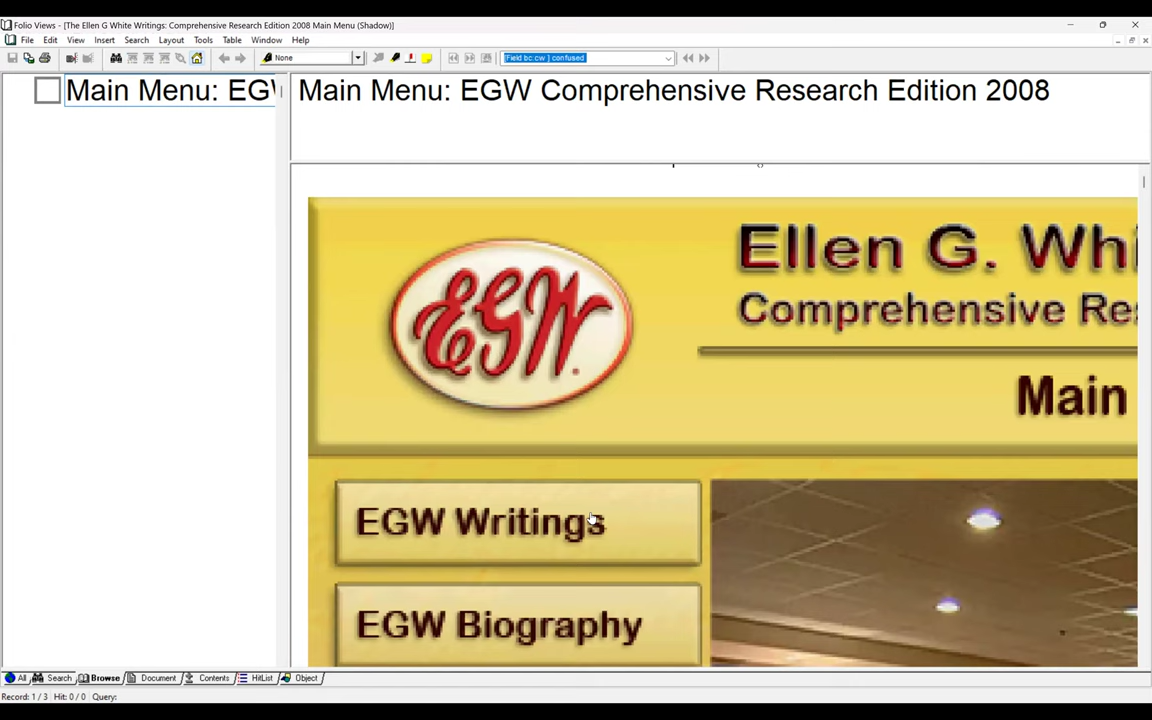 Folio Views - [The Ellen G White Writings: Comprehensive Research Edition 2008 Main Menu (Shadow)]
File Edit View Insert Search Layout Tools Table Window Help
None
[Field bc cw ] confused
Main Menu: EGW
Main Menu: EGW Comprehensive Research Edition 2008
EGW.
Ellen G. Whi
Comprehensive Res
Main
EGW Writings
EGW Biography
All Search Browse Document Contents HitList Object
Record: 1 / 3 Hit: 0 / 0 Query: